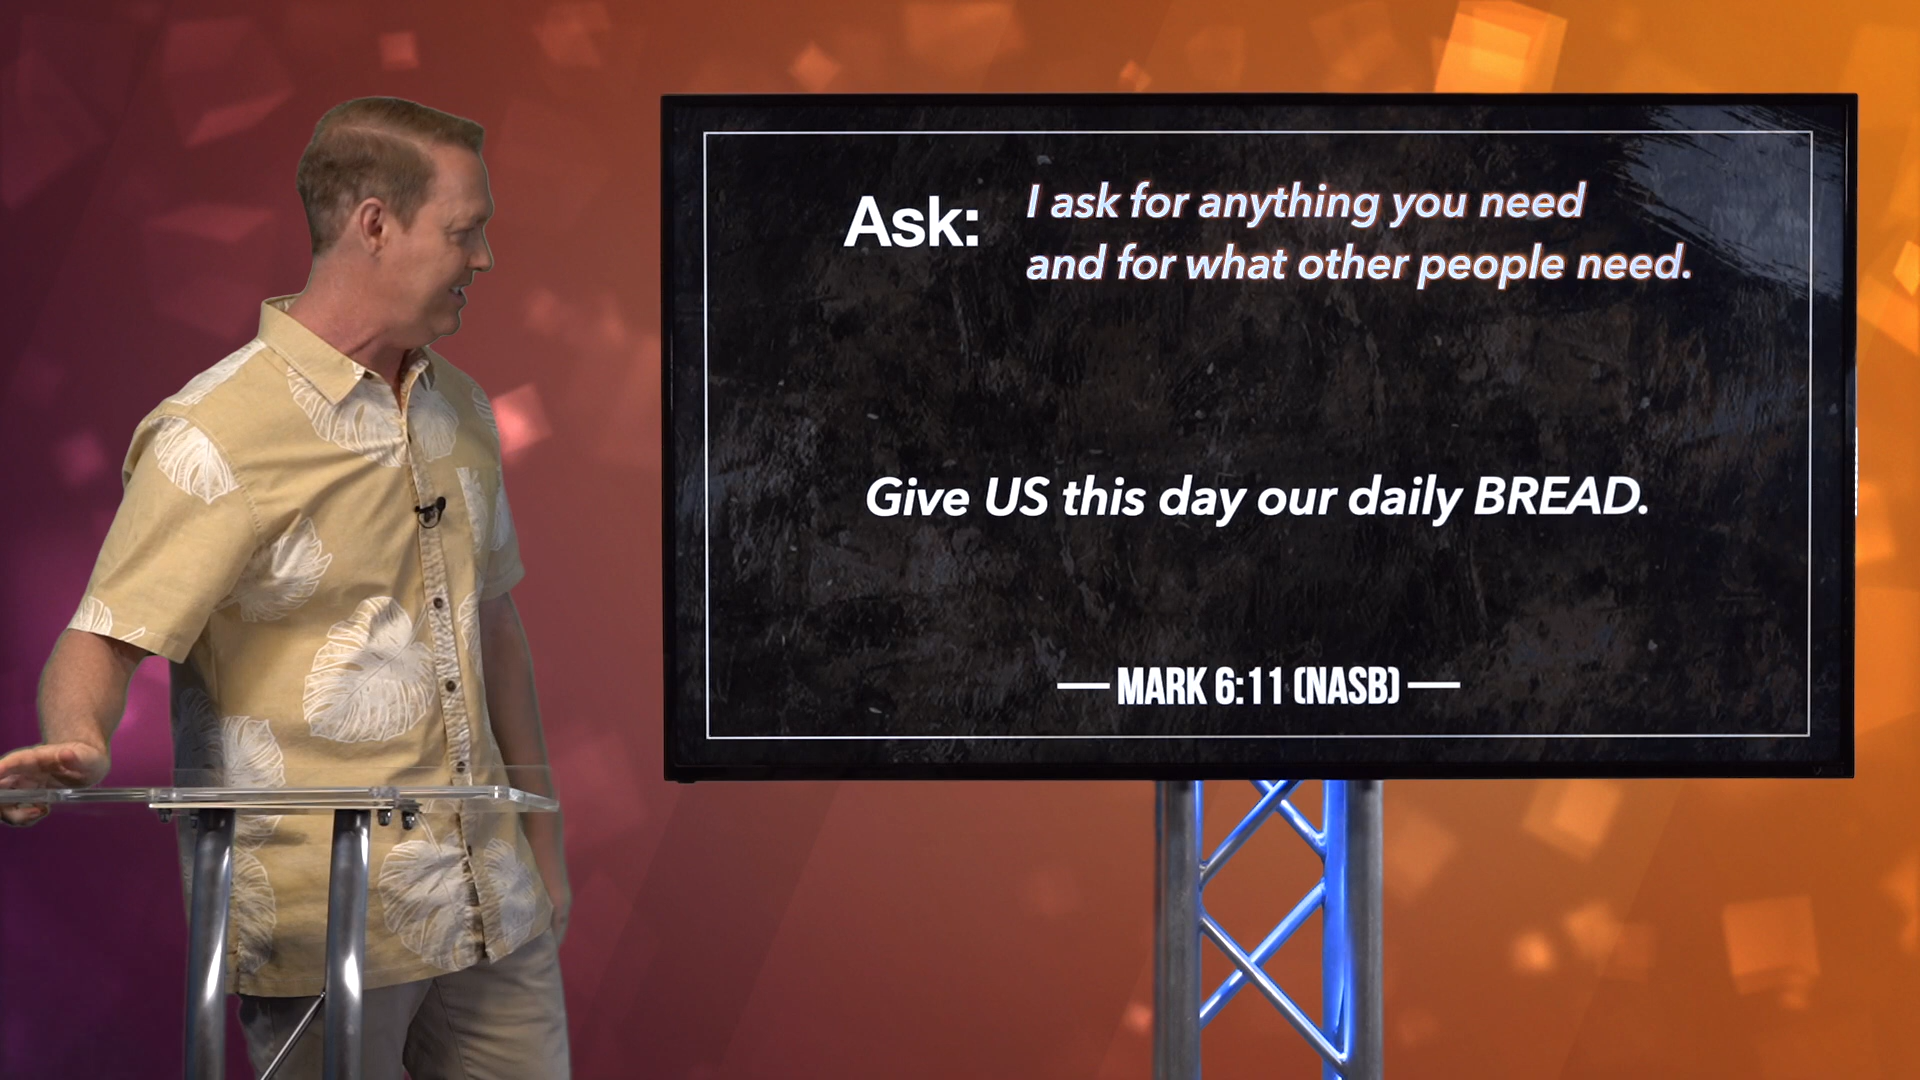 Ask:
I ask for anything you need
and for what other people need.
Give US this day our daily BREAD.
MARK 6:11 (NASB)